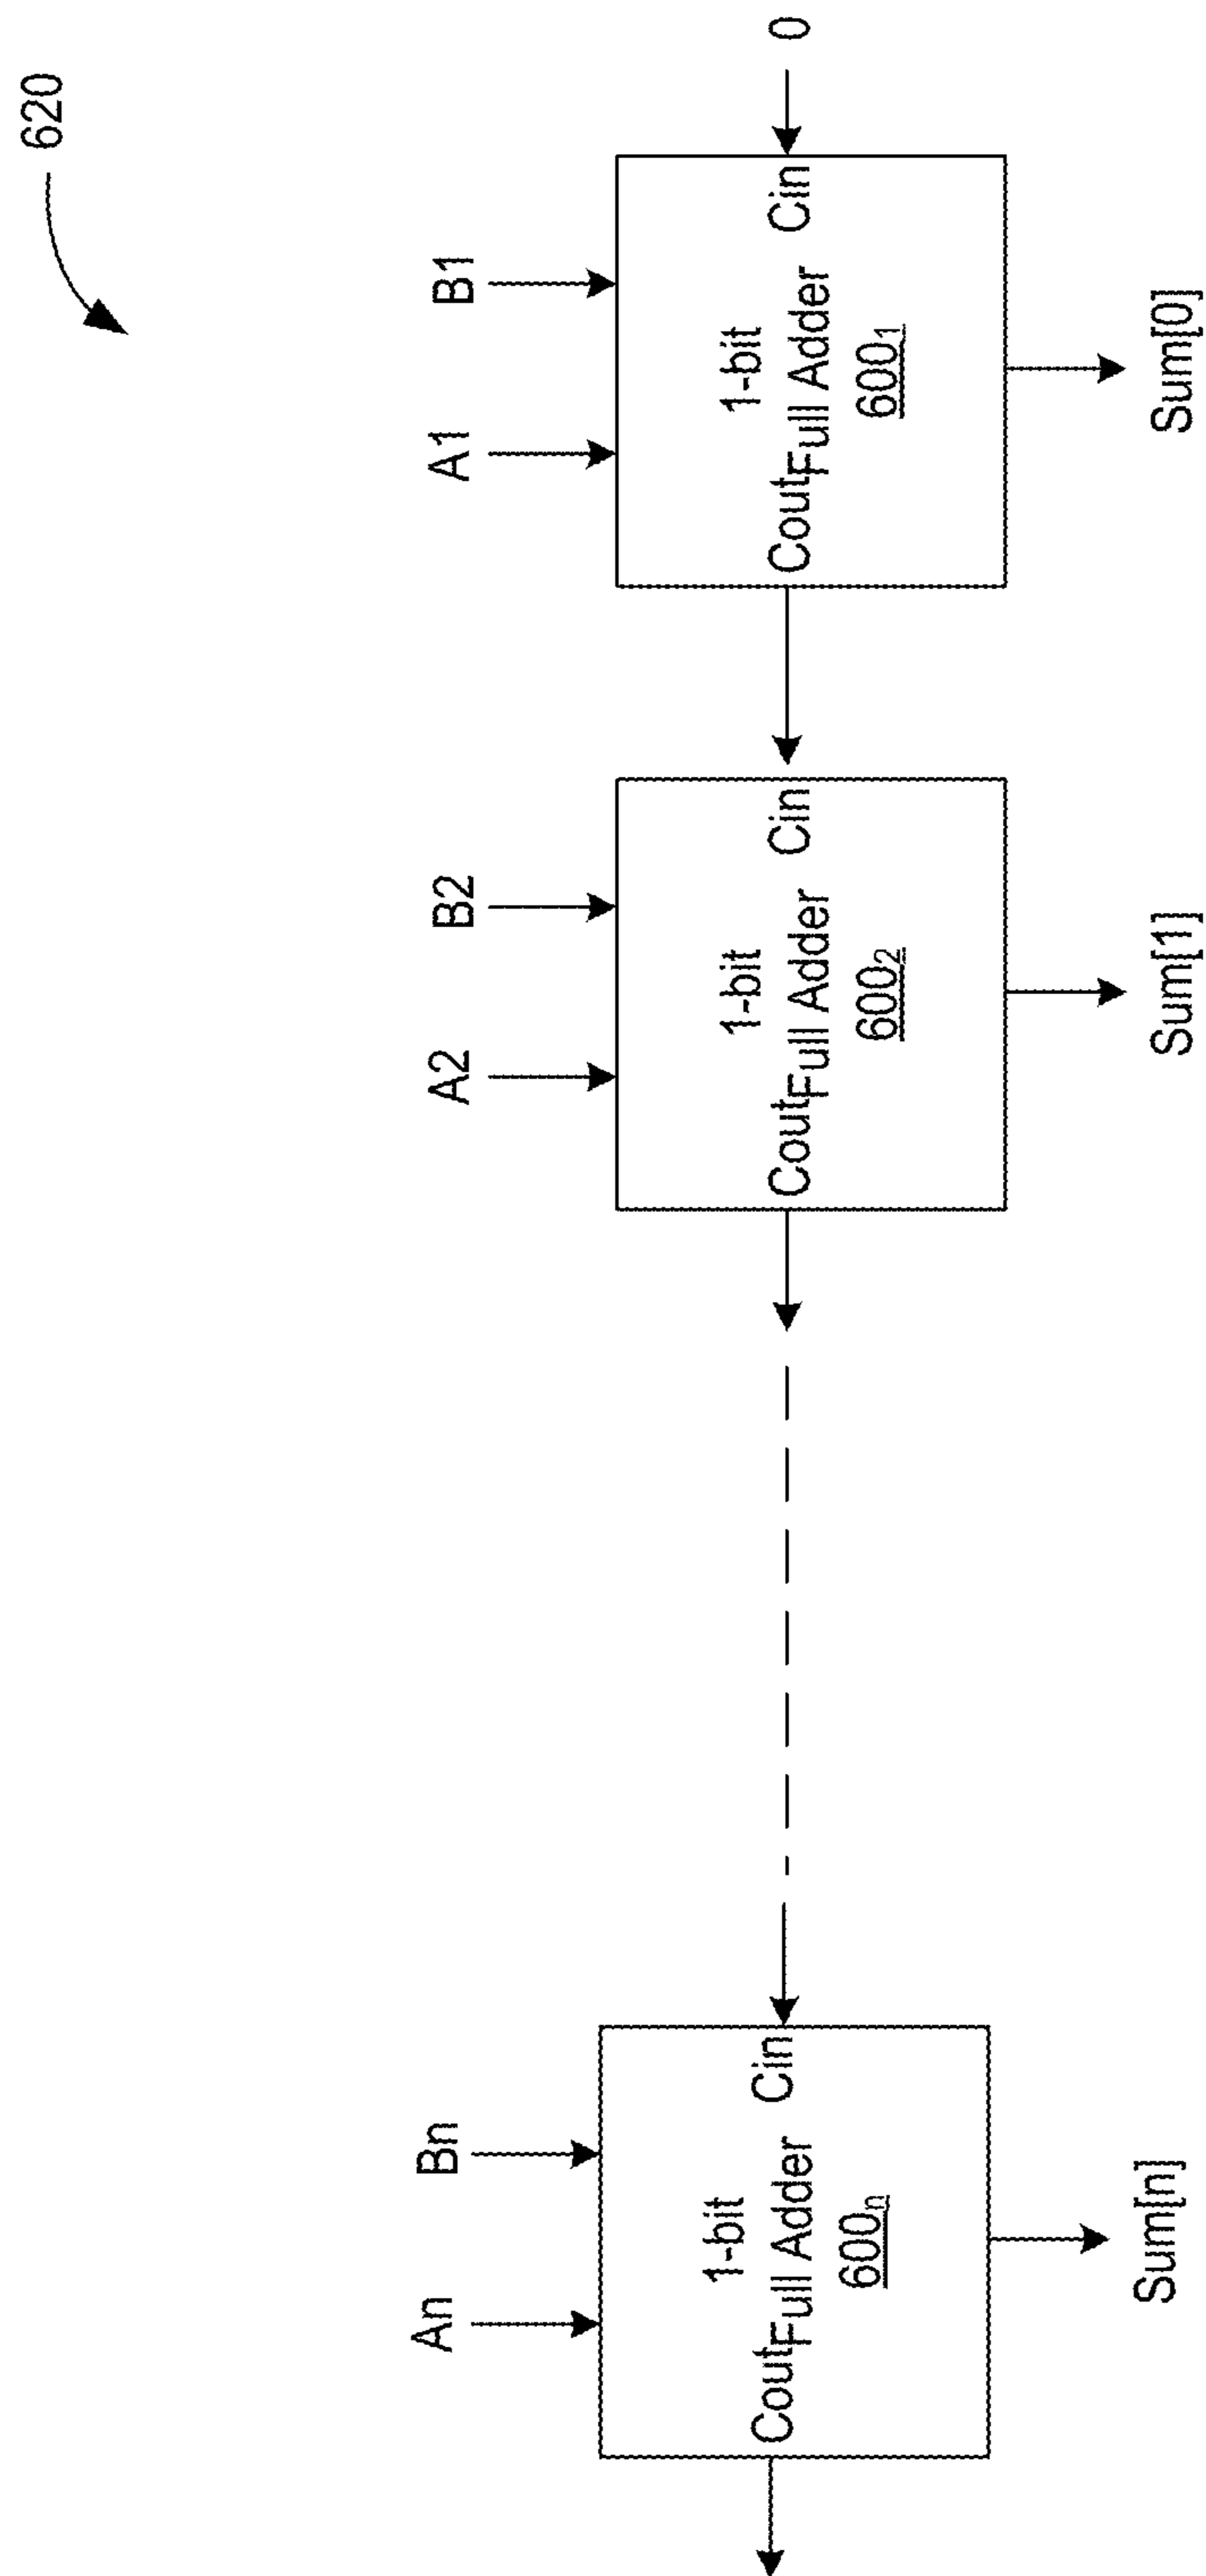 620
An
Bn
A2
B2
A1
B1
1-bit
Cout Full Adder Cin
600n
1-bit
Cout Full Adder Cin
6002
1-bit
Cout Full Adder Cin
6001
0
Sum[n]
Sum[1]
Sum[0]